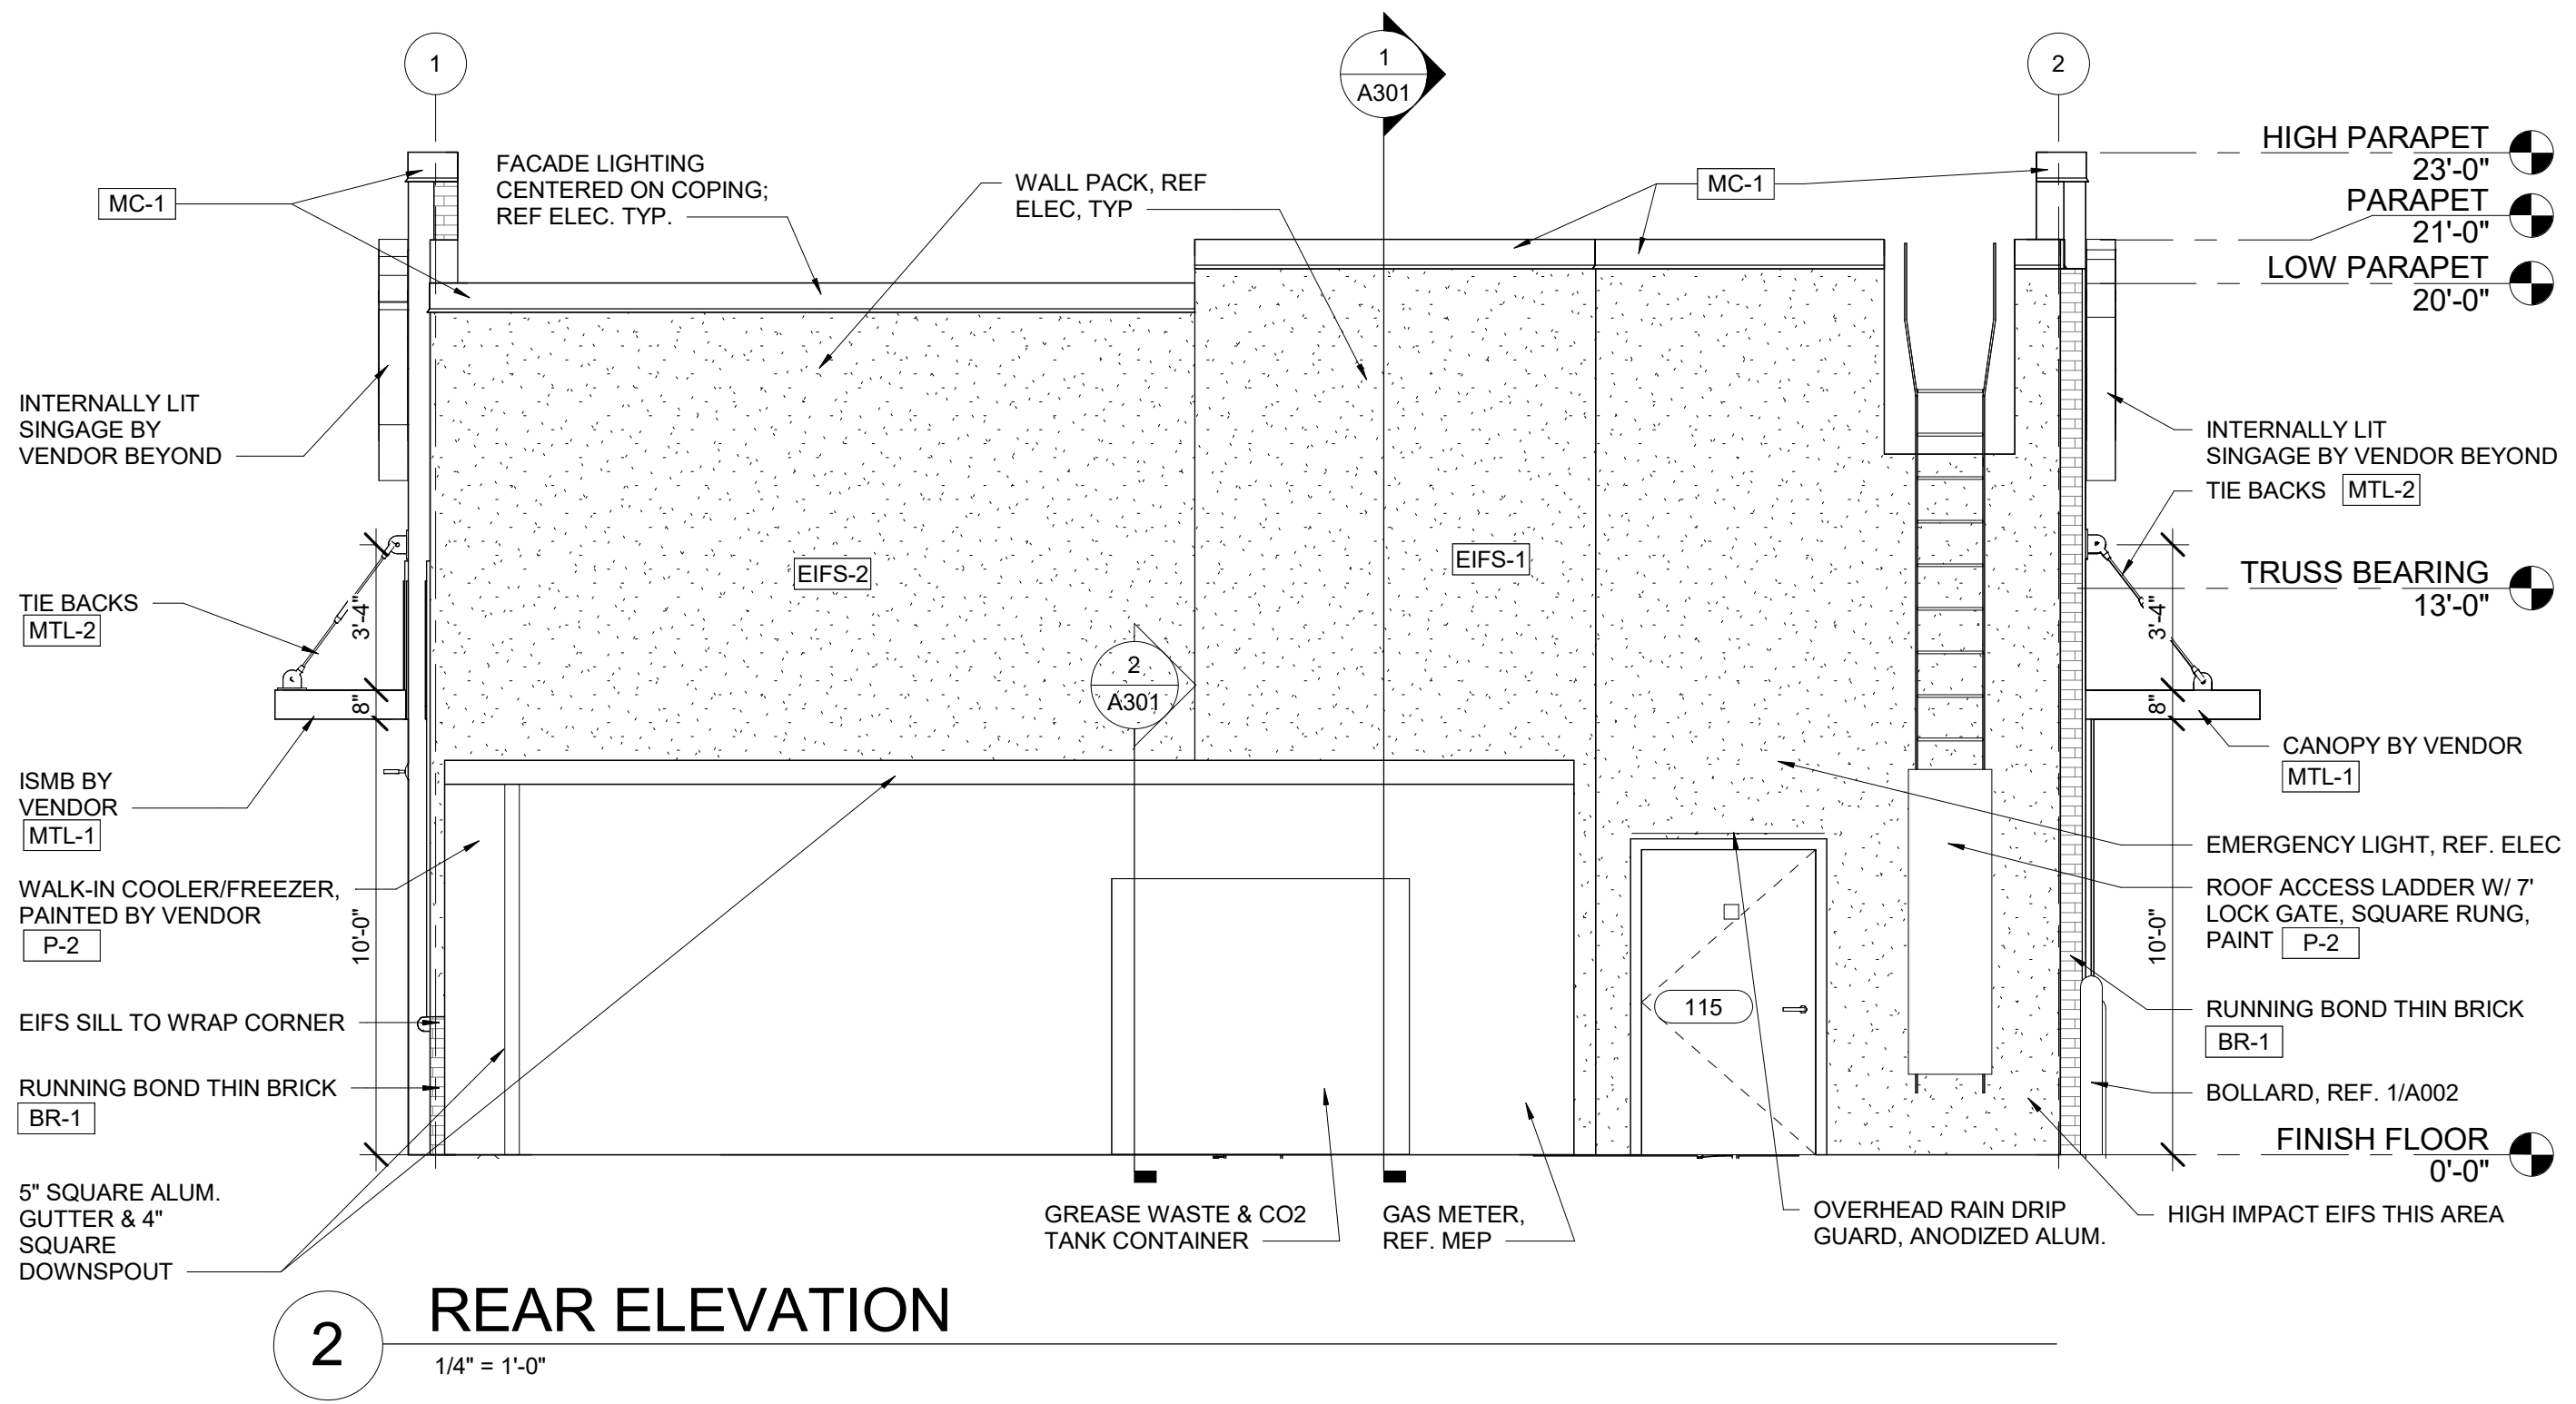 1
1
A301
2
HIGH PARAPET
23'-0"
PARAPET
21'-0"
LOW PARAPET
20'-0"
MC-1
FACADE LIGHTING
CENTERED ON COPING;
REF ELEC. TYP.
WALL PACK, REF
ELEC, TYP
MC-1
INTERNALLY LIT
SINGAGE BY
VENDOR BEYOND
INTERNALLY LIT
SINGAGE BY VENDOR BEYOND
TIE BACKS MTL-2
EIFS-2
EIFS-1
TRUSS BEARING
13'-0"
TIE BACKS
MTL-2
3'-4"
3'-4"
2
A301
8"
8"
ISMB BY
VENDOR
MTL-1
CANOPY BY VENDOR
MTL-1
WALK-IN COOLER/FREEZER,
PAINTED BY VENDOR
P-2
10'-0"
10'-0"
EMERGENCY LIGHT, REF. ELEC
ROOF ACCESS LADDER W/ 7'
LOCK GATE, SQUARE RUNG,
PAINT P-2
115
EIFS SILL TO WRAP CORNER
RUNNING BOND THIN BRICK
BR-1
RUNNING BOND THIN BRICK
BR-1
BOLLARD, REF. 1/A002
FINISH FLOOR
0'-0"
5" SQUARE ALUM.
GUTTER & 4"
SQUARE
DOWNSPOUT
GREASE WASTE & CO2
TANK CONTAINER
GAS METER,
REF. MEP
OVERHEAD RAIN DRIP
GUARD, ANODIZED ALUM.
HIGH IMPACT EIFS THIS AREA
2
REAR ELEVATION
1/4" = 1'-0"